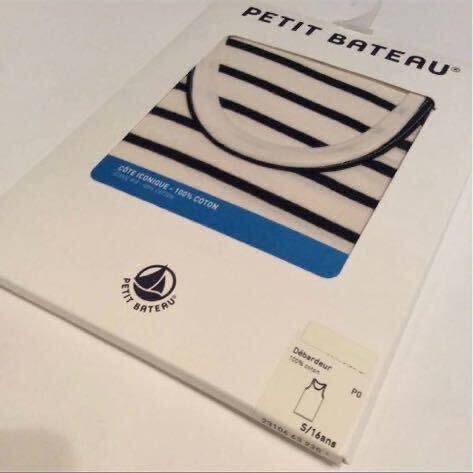 PETIT BATEAU®
CÔTE ICONIQUE - 100% COTON
PETIT BATEAU®
Débardeur
100% coton
PO
S/16ans